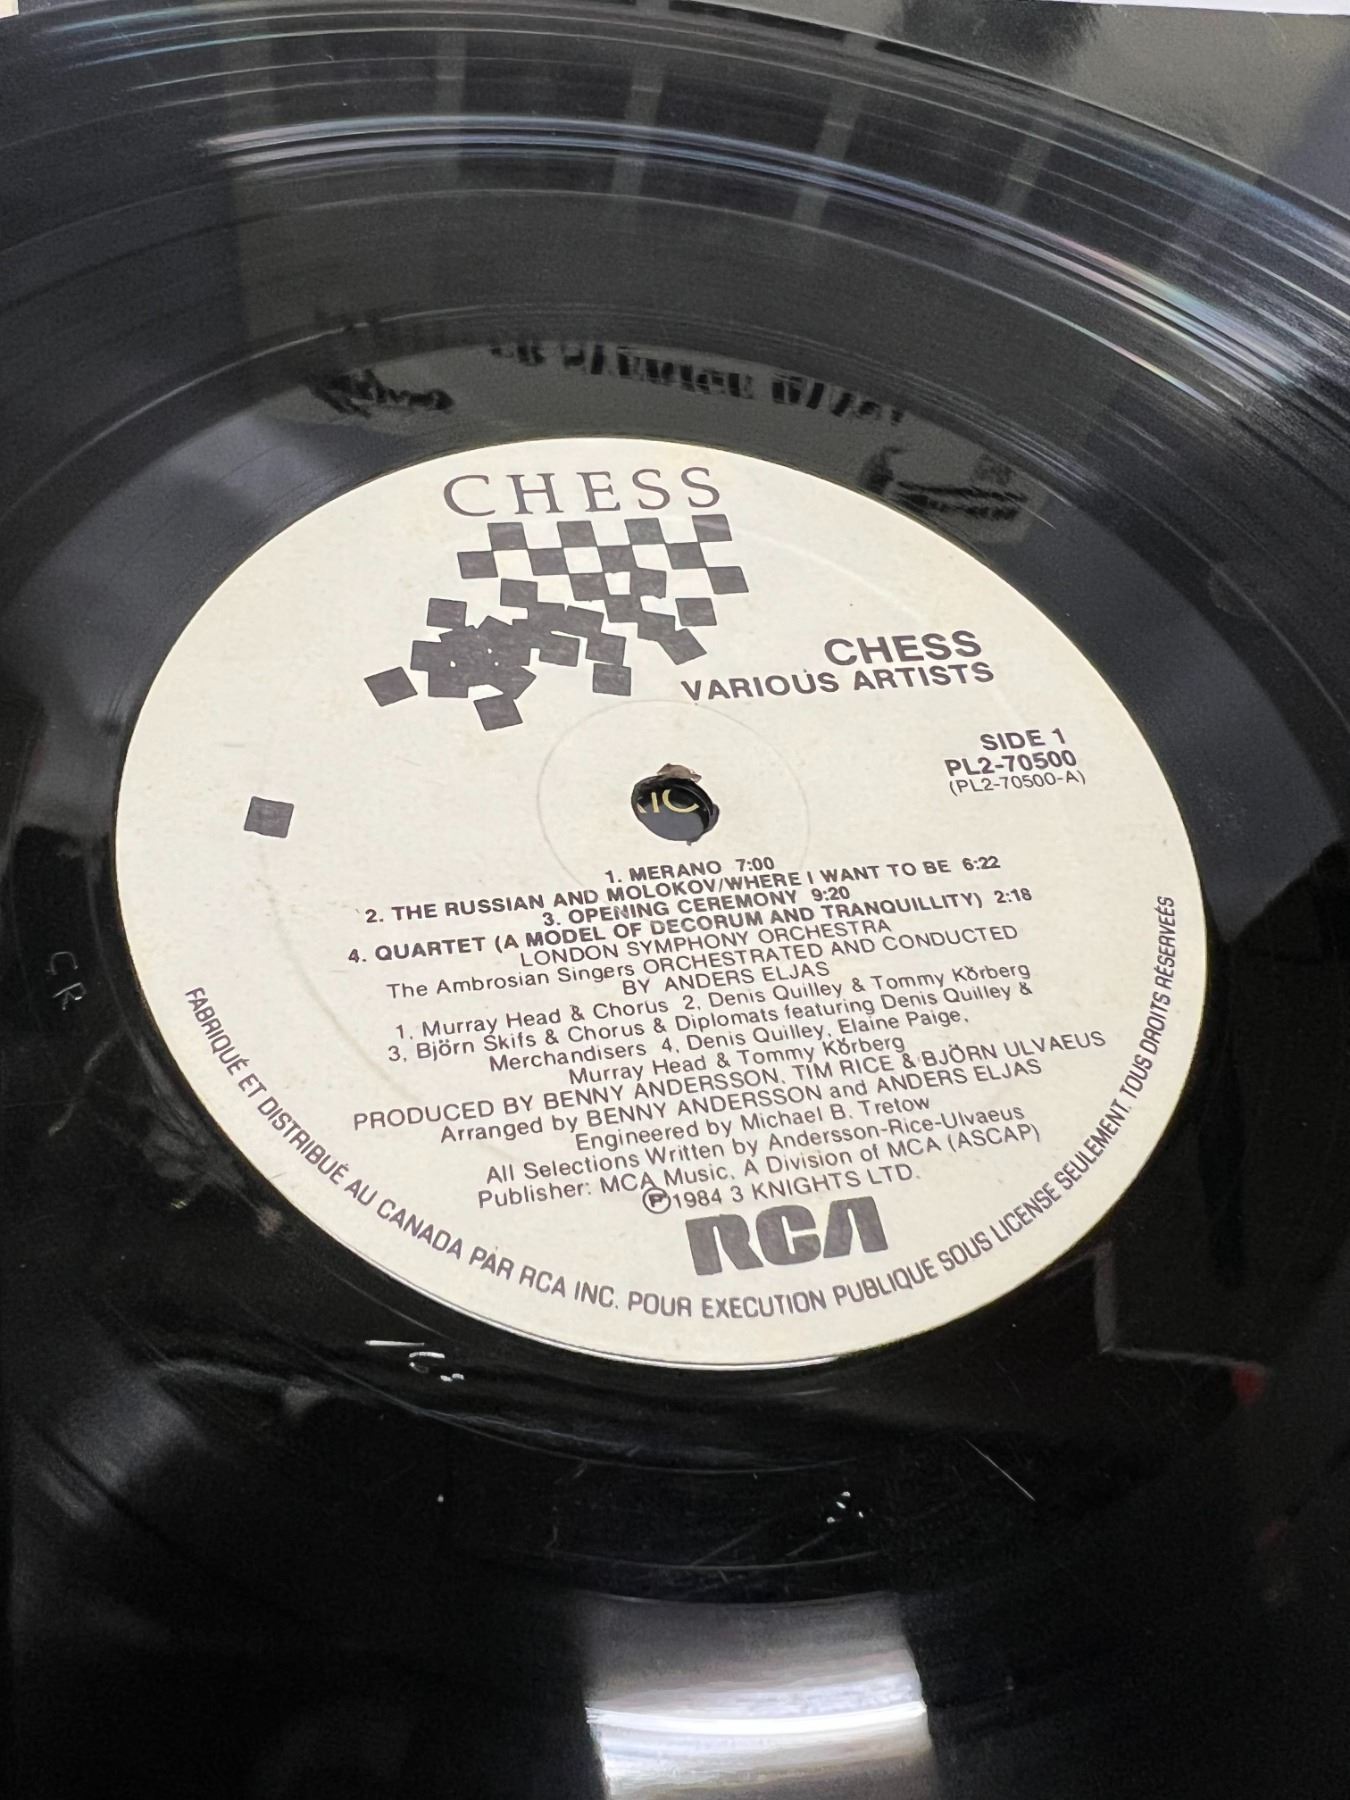 CHESS
CHESS
VARIOUS ARTISTS
SIDE 1
PL2-70500
(PL2-70500-A)
1. MERANO 7:00
2. THE RUSSIAN AND MOLOKOV/WHERE I WANT TO BE 6:22
3. OPENING CEREMONY 9:20
4. QUARTET (A MODEL OF DECORUM AND TRANQUILLITY) 2:18
LONDON SYMPHONY ORCHESTRA
The Ambrosian Singers ORCHESTRATED AND CONDUCTED
BY ANDERS ELJAS
1. Murray Head & Chorus 2. Denis Quilley & Tommy Körberg
3. Björn Skifs & Chorus & Diplomats featuring Denis Quilley &
Merchandisers 4. Denis Quilley, Elaine Paige,
Murray Head & Tommy Körberg
PRODUCED BY BENNY ANDERSSON, TIM RICE & BJÖRN ULVAEUS
Arranged by BENNY ANDERSSON and ANDERS ELJAS
Engineered by Michael B. Tretow
All Selections Written by Andersson-Rice-Ulvaeus
Publisher: MCA Music, A Division of MCA (ASCAP)
℗1984 3 KNIGHTS LTD.
RCA
FABRIQUÉ ET DISTRIBUÉ AU CANADA PAR RCA INC. POUR EXECUTION PUBLIQUE SOUS LICENSE SEULEMENT. TOUS DROITS RÉSERVEÉS
CR